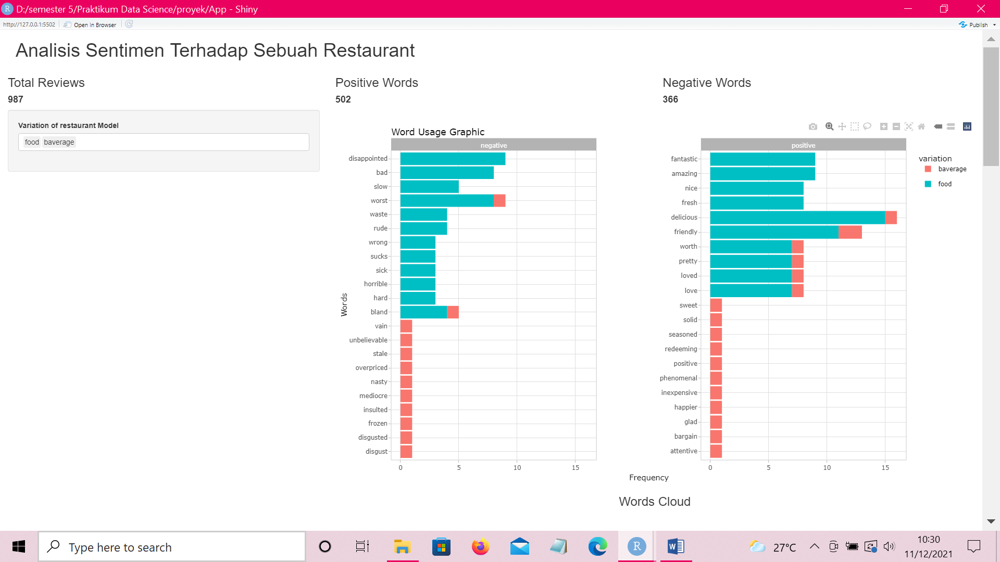 D:/semester 5/Praktikum Data Science/proyek/App - Shiny
http://127.0.0.1:5502
Open in Browser
Publish
Analisis Sentimen Terhadap Sebuah Restaurant
Total Reviews
987
Positive Words
502
Negative Words
366
Variation of restaurant Model
food baverage
Word Usage Graphic
negative
disappointed
bad
slow
worst
waste
rude
wrong
sucks
sick
horrible
hard
bland
vain
unbelievable
stale
overpriced
nasty
mediocre
insulted
frozen
disgusted
disgust
0 5 10 15
Words
positive
fantastic
amazing
nice
fresh
delicious
friendly
worth
pretty
loved
love
sweet
solid
seasoned
redeeming
positive
phenomenal
inexpensive
happier
glad
bargain
attentive
0 5 10 15
Frequency
variation
baverage
food
Words Cloud
Type here to search
27°C
10:30
11/12/2021